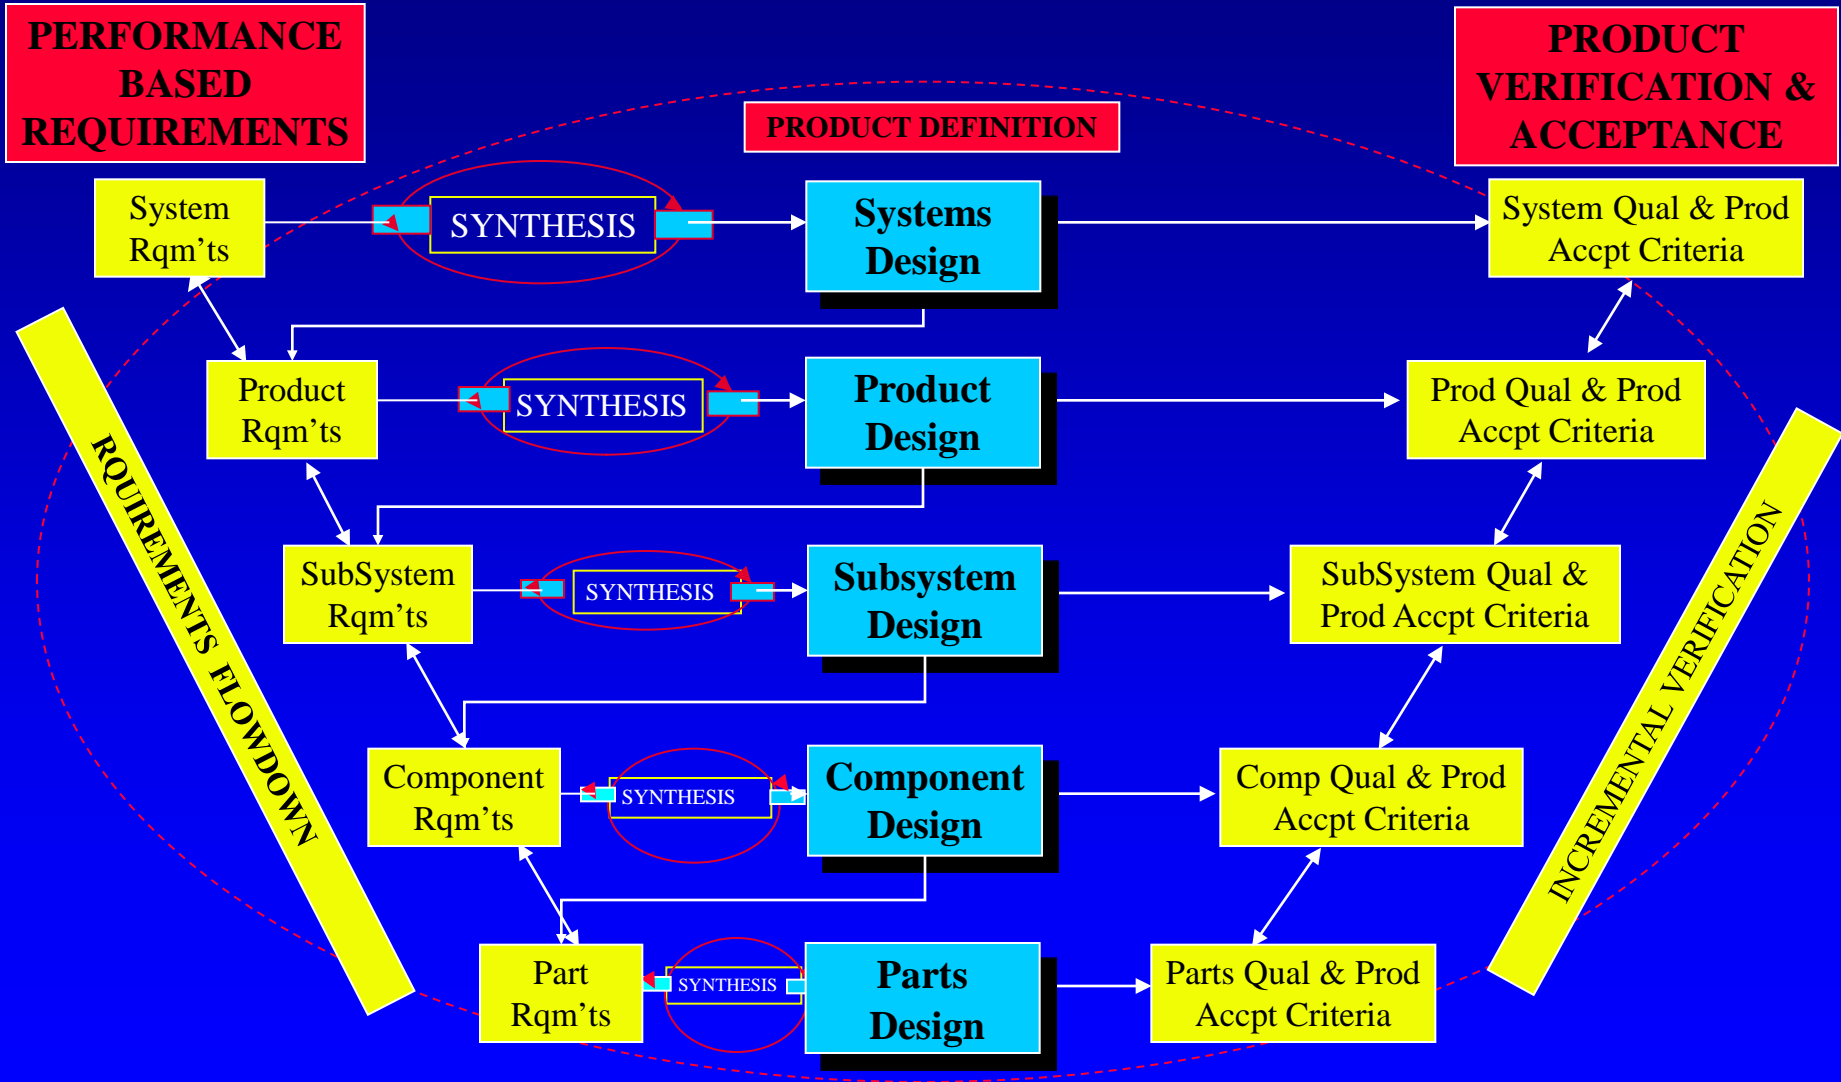 PERFORMANCE
BASED
REQUIREMENTS
PRODUCT DEFINITION
PRODUCT
VERIFICATION &
ACCEPTANCE
System
Rqm'ts
SYNTHESIS
Systems
Design
System Qual & Prod
Accpt Criteria
Product
Rqm'ts
SYNTHESIS
Product
Design
Prod Qual & Prod
Accpt Criteria
RQUIREMENTS FLOWDOWN
INCREMENTAL VERIFICATION
SubSystem
Rqm'ts
SYNTHESIS
Subsystem
Design
SubSystem Qual &
Prod Accpt Criteria
Component
Rqm'ts
SYNTHESIS
Component
Design
Comp Qual & Prod
Accpt Criteria
Part
Rqm'ts
SYNTHESIS
Parts
Design
Parts Qual & Prod
Accpt Criteria